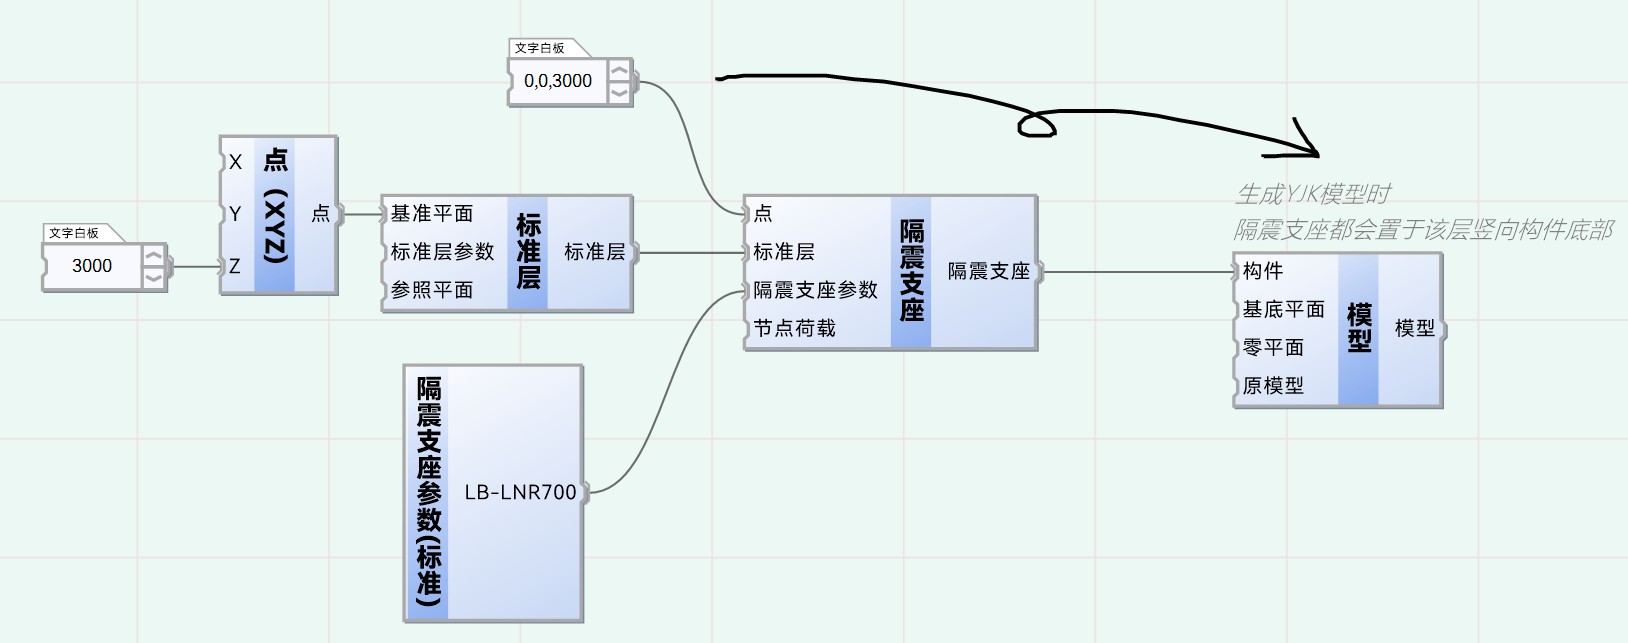 文字白板
0,0,3000
生成YJK模型时
隔震支座都会置于该层竖向构件底部
文字白板
3000
X
Y
Z
点（XYZ）
点
基准平面
标准层参数
参照平面
标准层
标准层
点
标准层
隔震支座参数
节点荷载
隔震支座
隔震支座
构件
基底平面
零平面
原模型
模型
模型
隔震支座参数(标准)
LB-LNR700